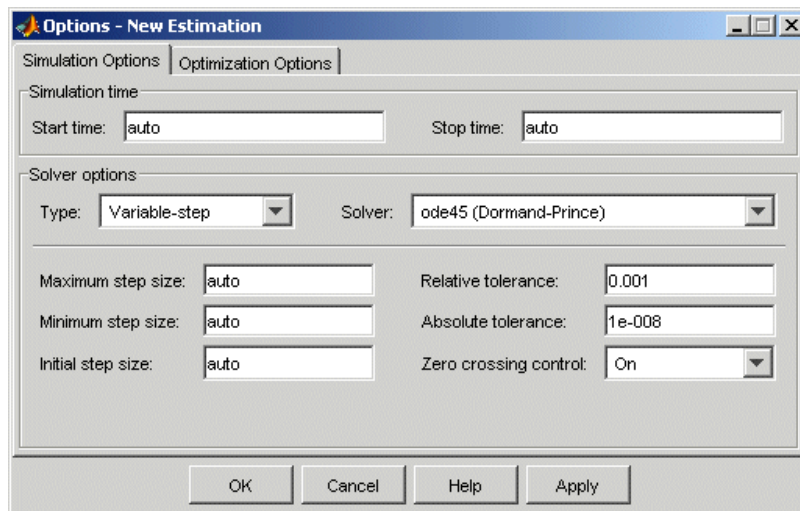 Options - New Estimation
Simulation Options Optimization Options
Simulation time
Start time: auto Stop time: auto
Solver options
Type: Variable-step Solver: ode45 (Dormand-Prince)
Maximum step size: auto Relative tolerance: 0.001
Minimum step size: auto Absolute tolerance: 1e-008
Initial step size: auto Zero crossing control: On
OK Cancel Help Apply